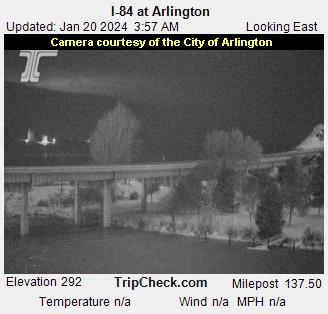 I-84 at Arlington
Updated: Jan 20 2024 3:57 AM Looking East
Camera courtesy of the City of Arlington
Elevation 292 TripCheck.com Milepost 137.50
Temperature n/a Wind n/a MPH n/a